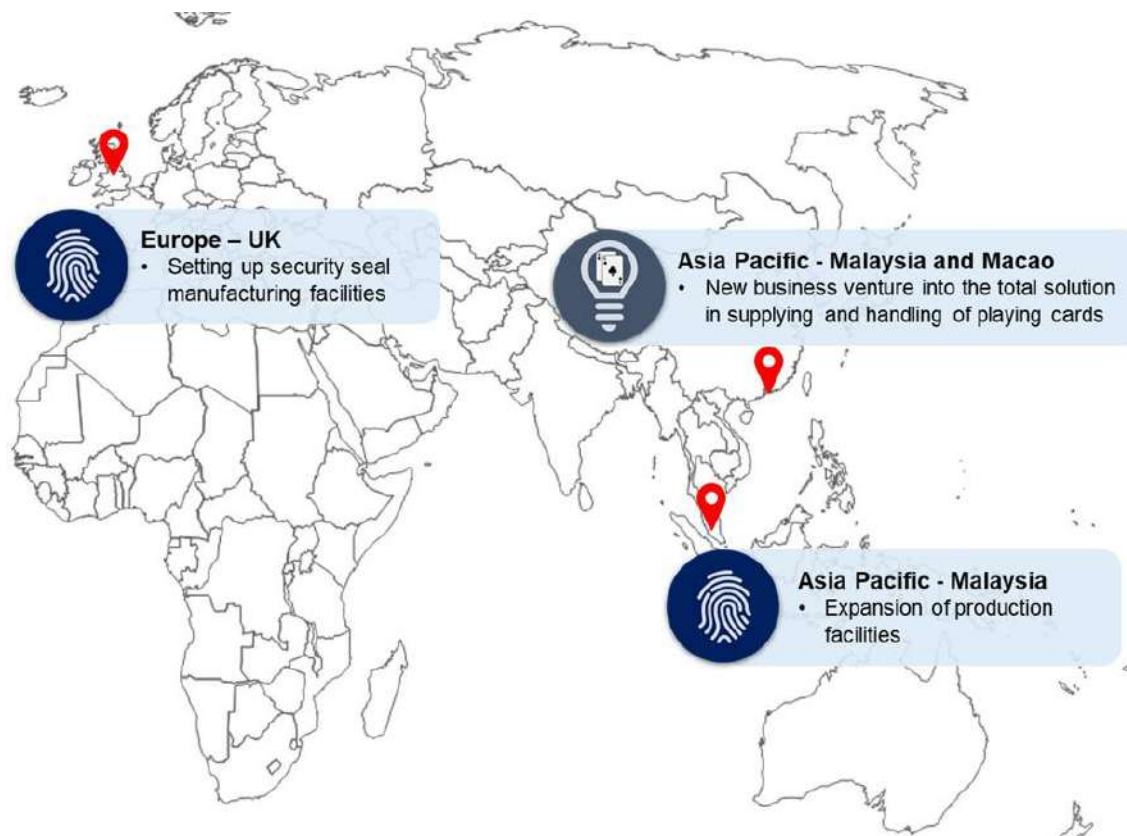 Europe – UK
• Setting up security seal
manufacturing facilities
Asia Pacific - Malaysia and Macao
• New business venture into the total solution
in supplying and handling of playing cards
Asia Pacific - Malaysia
• Expansion of production
facilities